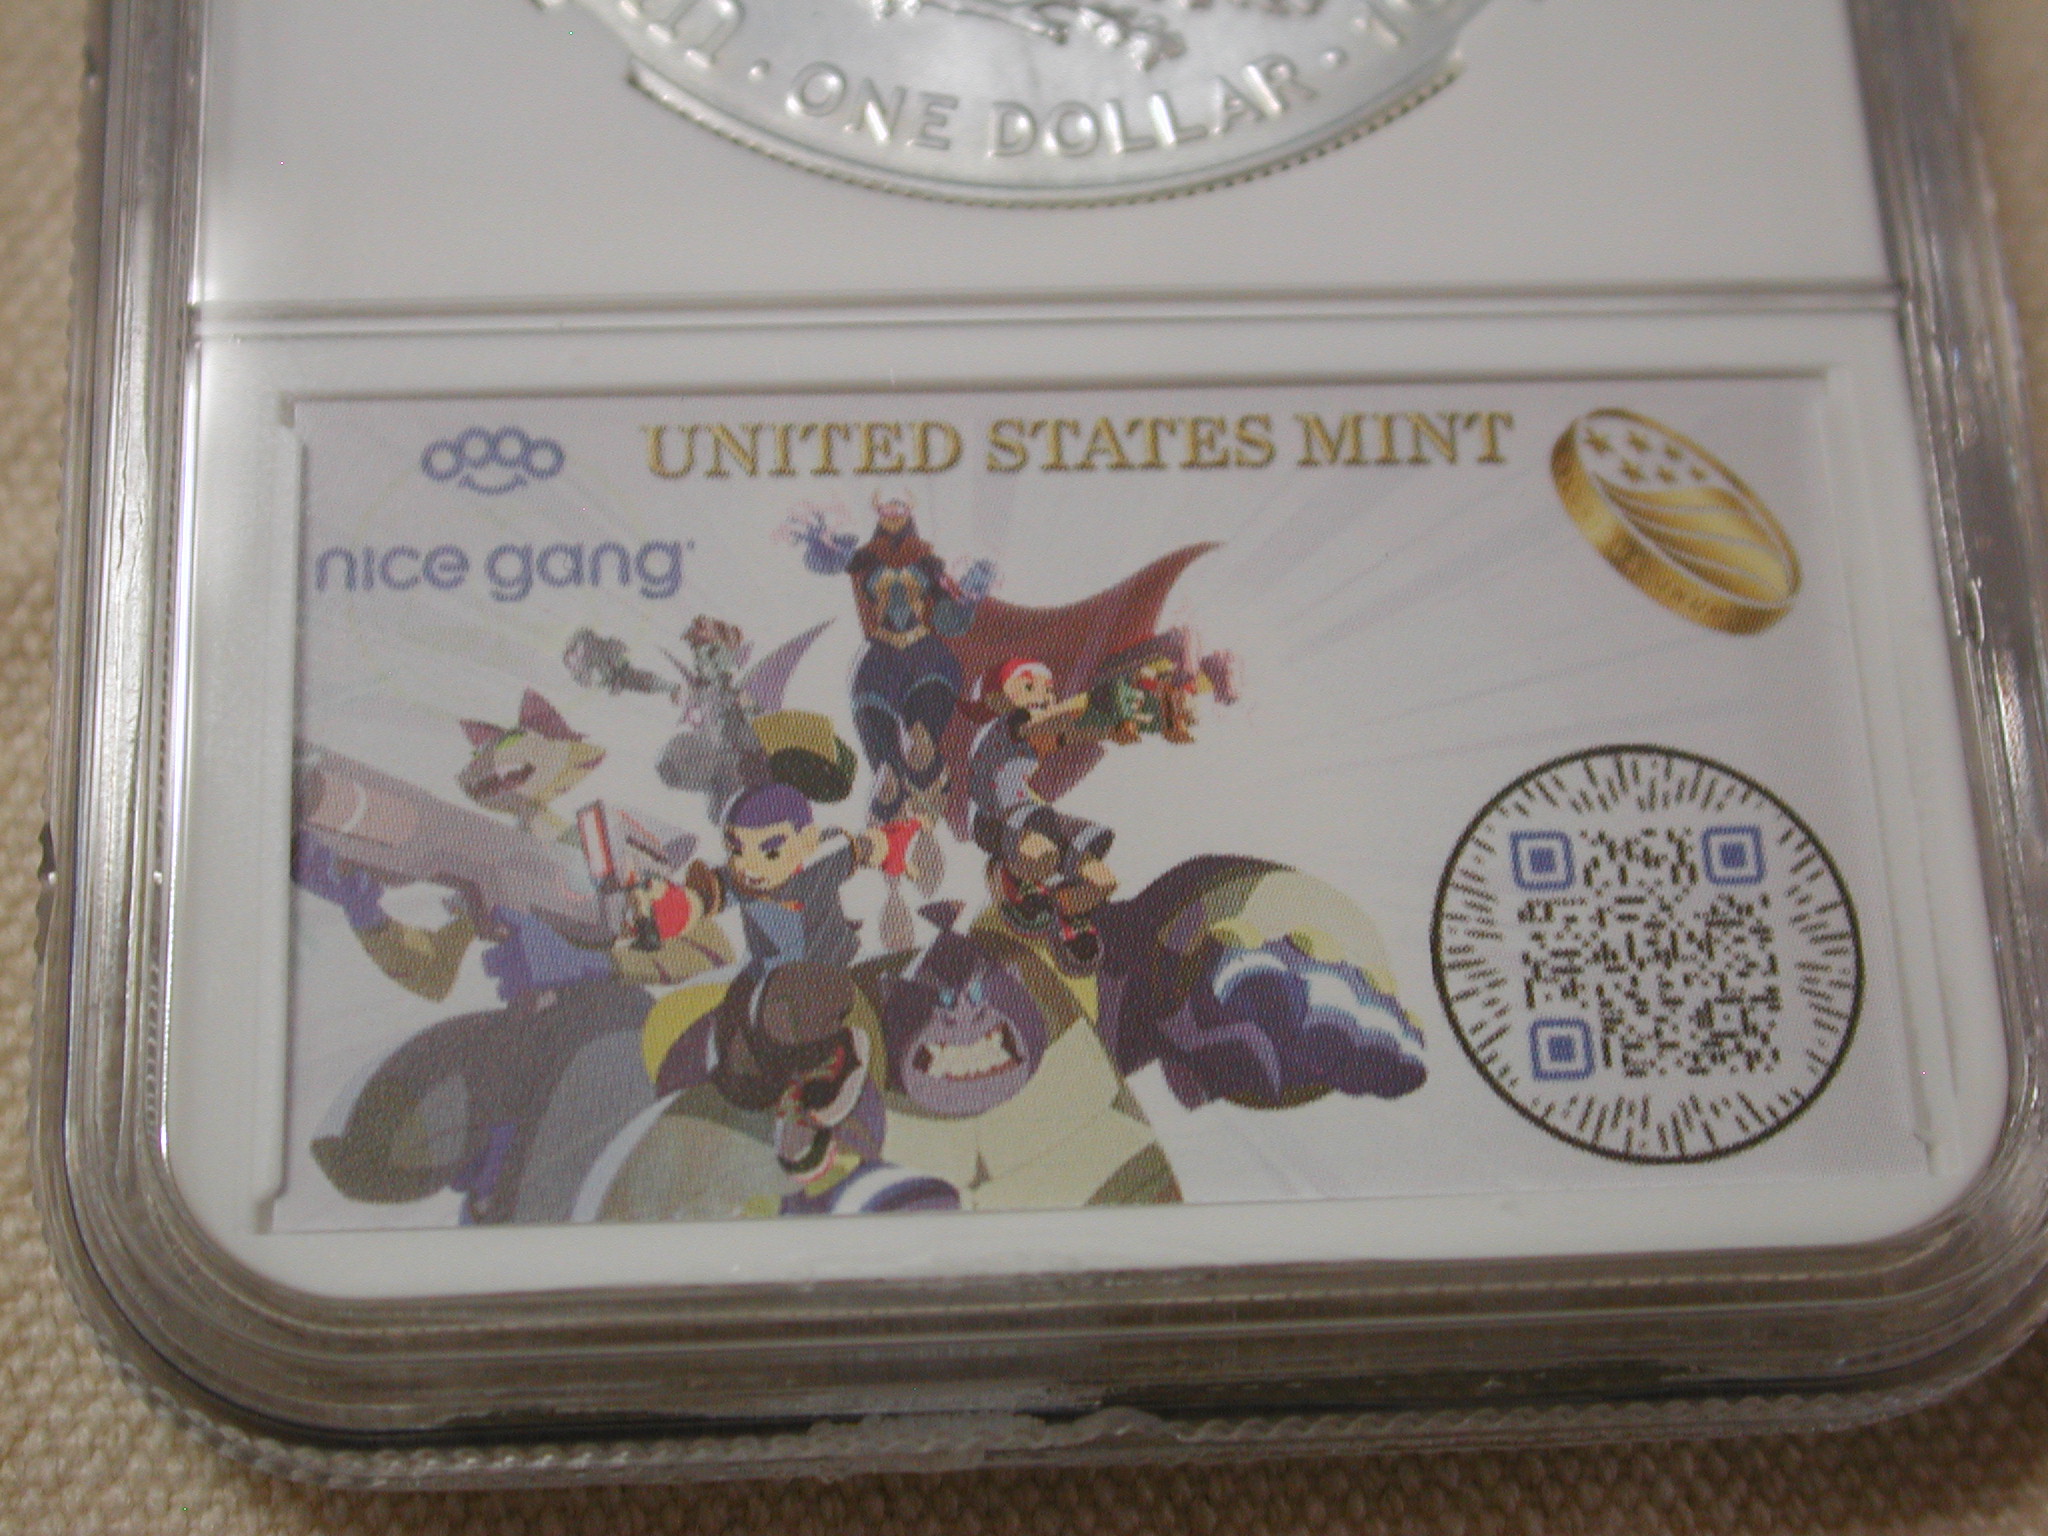 · ONE DOLLAR ·
UNITED STATES MINT
nice gang